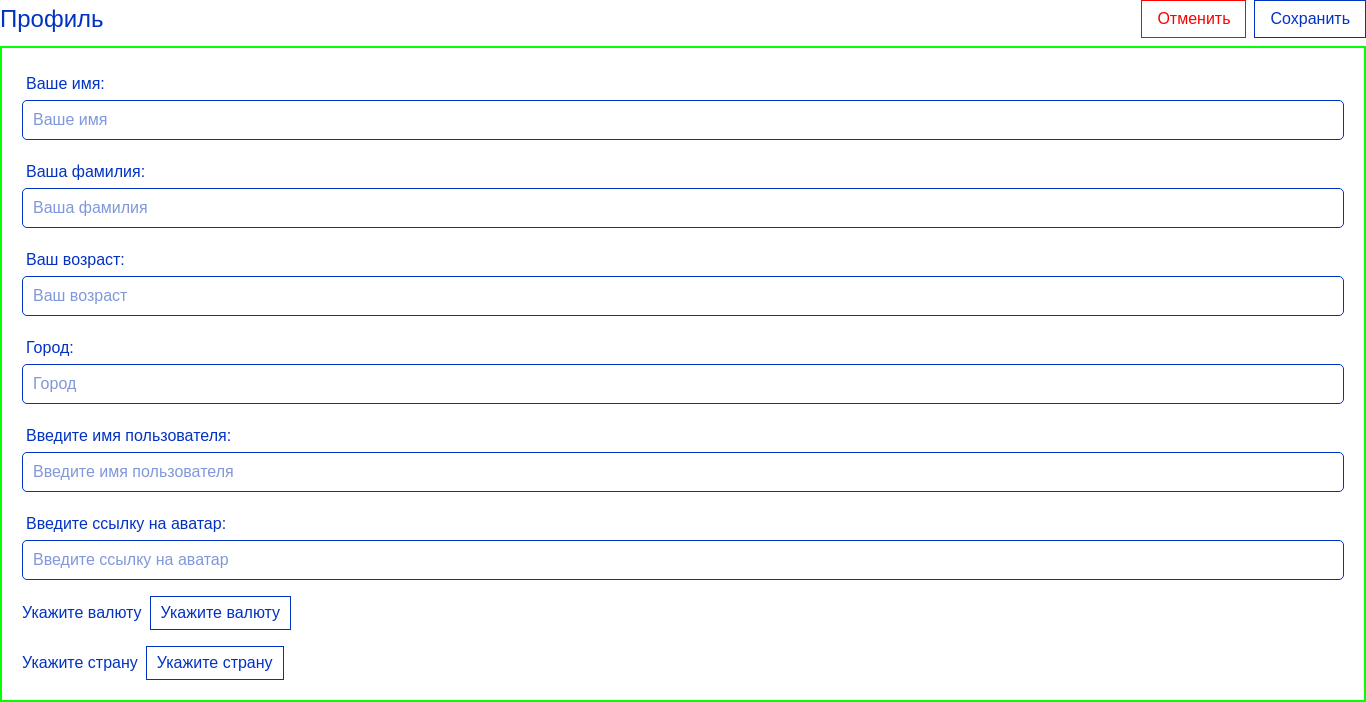 Профиль
Отменить
Сохранить
Ваше имя:
Ваше имя
Ваша фамилия:
Ваша фамилия
Ваш возраст:
Ваш возраст
Город:
Город
Введите имя пользователя:
Введите имя пользователя
Введите ссылку на аватар:
Введите ссылку на аватар
Укажите валюту Укажите валюту
Укажите страну Укажите страну